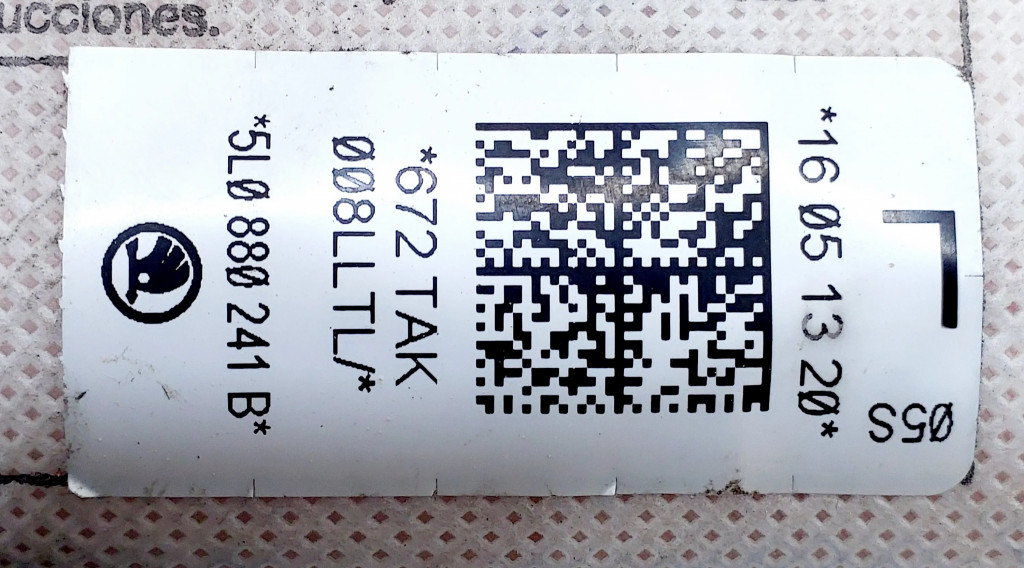 ucciones.
05S
L
*16 05 13 20*
*672 TAK
008LLTL/*
*5L0 880 241 B*